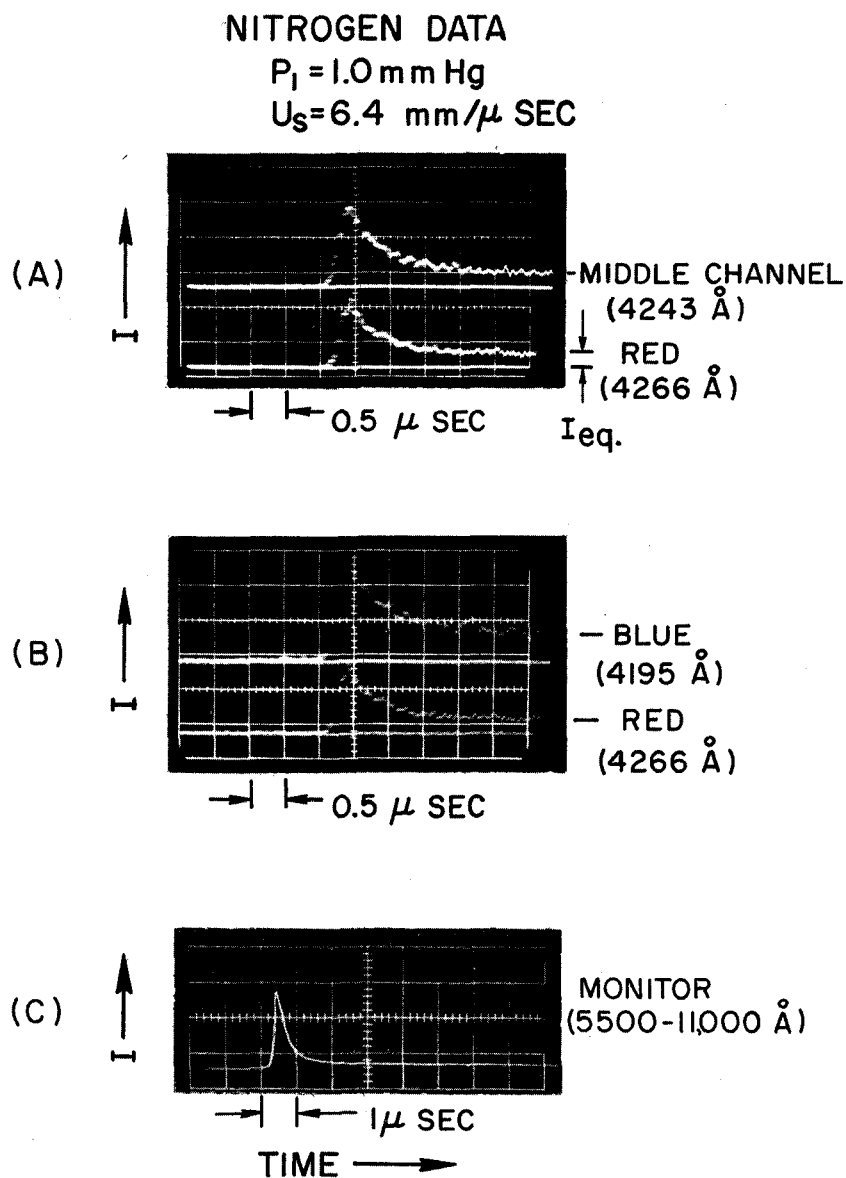 NITROGEN DATA
P₁ = 1.0 mm Hg
Uₛ = 6.4 mm/μ SEC
(A)
I
MIDDLE CHANNEL
(4243 Å)
RED
(4266 Å)
0.5 μ SEC
Ieq.
(B)
I
BLUE
(4195 Å)
RED
(4266 Å)
0.5 μ SEC
(C)
I
MONITOR
(5500-11,000 Å)
1μ SEC
TIME